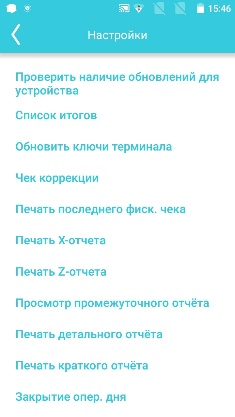 15:46
Настройки
Проверить наличие обновлений для
устройства
Список итогов
Обновить ключи терминала
Чек коррекции
Печать последнего фиск. чека
Печать X-отчета
Печать Z-отчета
Просмотр промежуточного отчёта
Печать детального отчёта
Печать краткого отчёта
Закрытие опер. дня